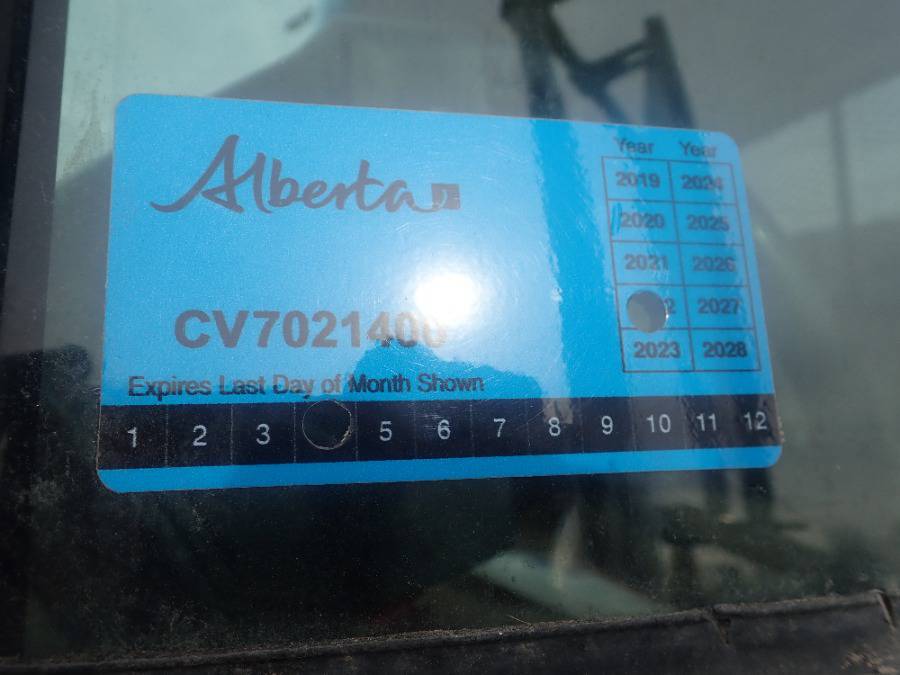 Alberta
Year Year
2019 2024
2020 2025
2021 2026
2027
2023 2028
CV7021400
Expires Last Day of Month Shown
1 2 3 5 6 7 8 9 10 11 12